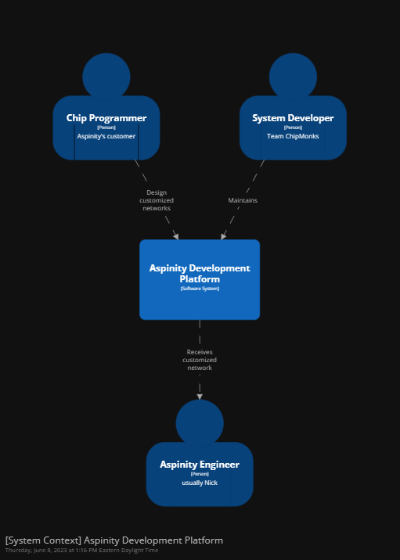 Chip Programmer
[Person]
Aspinity's customer
System Developer
[Person]
Team ChipMonks
Design
customized
networks
Maintains
Aspinity Development
Platform
[Software System]
Receives
customized
network
Aspinity Engineer
[Person]
usually Nick
[System Context] Aspinity Development Platform
Thursday, June 8, 2023 at 1:16 PM Eastern Daylight Time